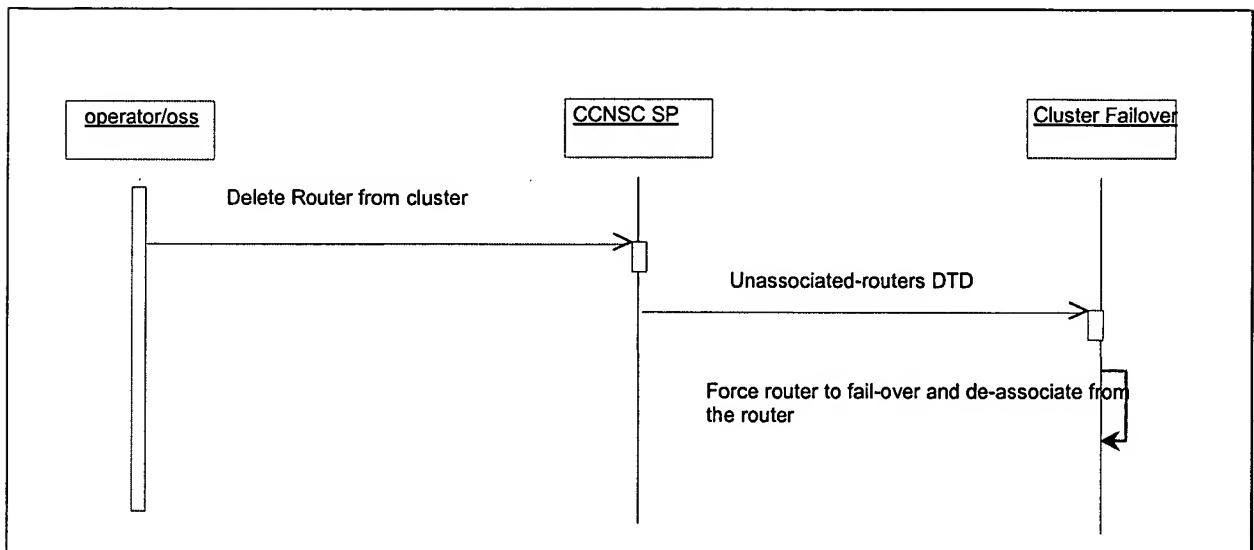 operator/oss
CCNSC SP
Cluster Failover
Delete Router from cluster
Unassociated-routers DTD
Force router to fail-over and de-associate from
the router